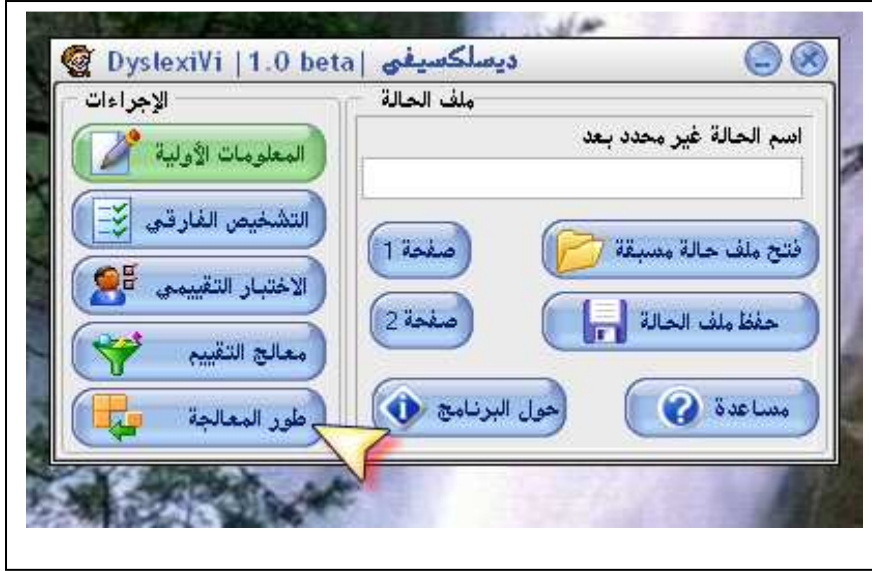 DyslexiVi | 1.0 beta | ديسلكسيفي
ملف الحالة
اسم الحالة غير محدد بعد
فتح ملف حالة مسبقة
صفحة 1
حفظ ملف الحالة
صفحة 2
مساعدة
حول البرنامج
الإجراءات
المعلومات الأولية
التشخيص الفارقي
الاختبار التقييمي
معالج التقييم
طور المعالجة